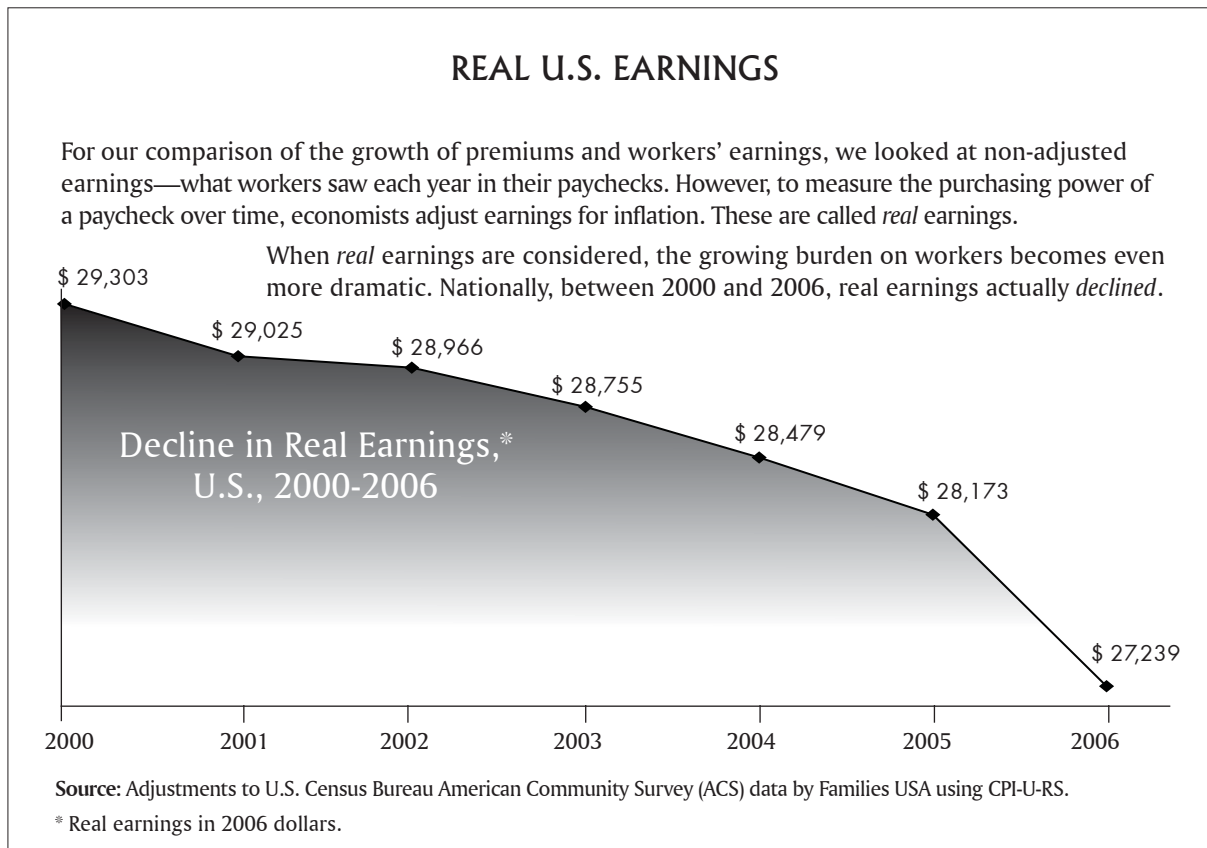 REAL U.S. EARNINGS
For our comparison of the growth of premiums and workers’ earnings, we looked at non-adjusted
earnings—what workers saw each year in their paychecks. However, to measure the purchasing power of
a paycheck over time, economists adjust earnings for inflation. These are called real earnings.
When real earnings are considered, the growing burden on workers becomes even
more dramatic. Nationally, between 2000 and 2006, real earnings actually declined.
$ 29,303
$ 29,025
$ 28,966
$ 28,755
$ 28,479
$ 28,173
$ 27,239
Decline in Real Earnings,*
U.S., 2000-2006
2000 2001 2002 2003 2004 2005 2006
Source: Adjustments to U.S. Census Bureau American Community Survey (ACS) data by Families USA using CPI-U-RS.
* Real earnings in 2006 dollars.